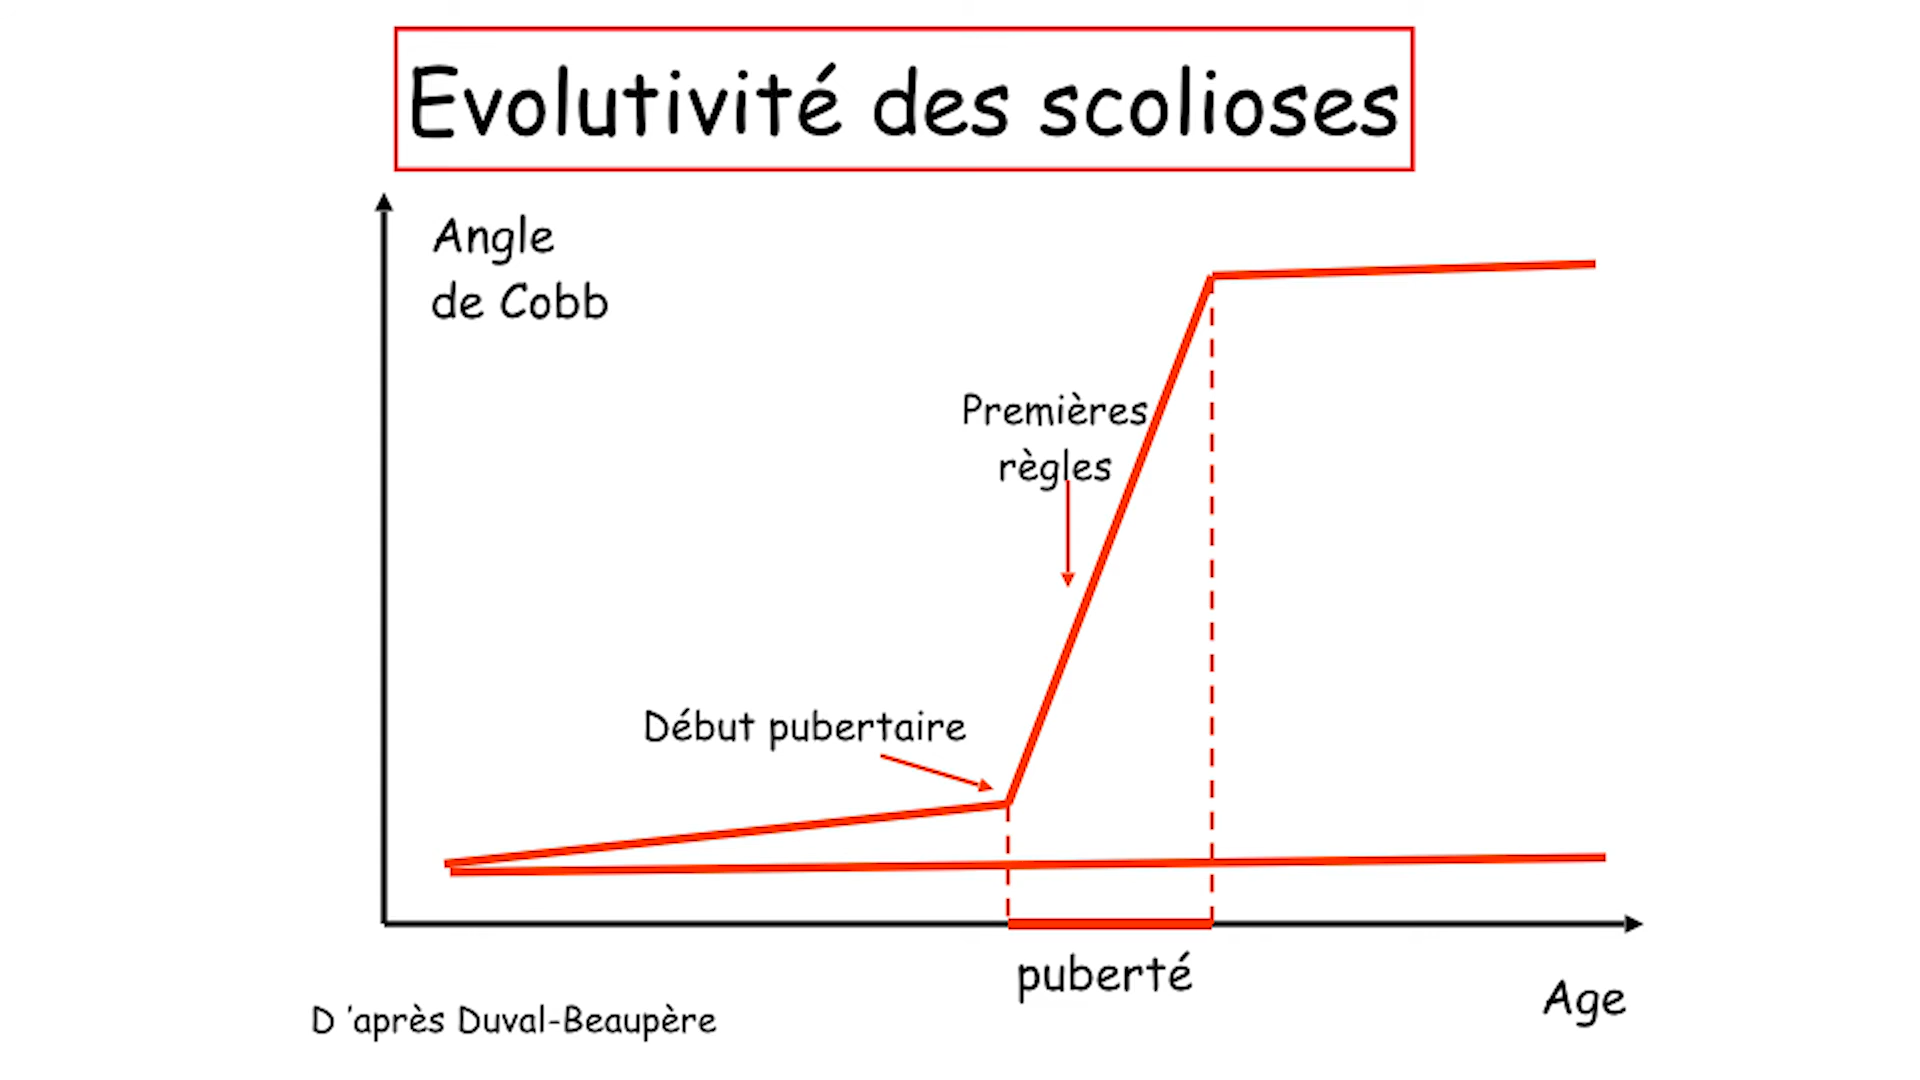 Evolutivité des scolioses
Angle
de Cobb
Premières
règles
Début pubertaire
puberté
Age
D 'après Duval-Beaupère